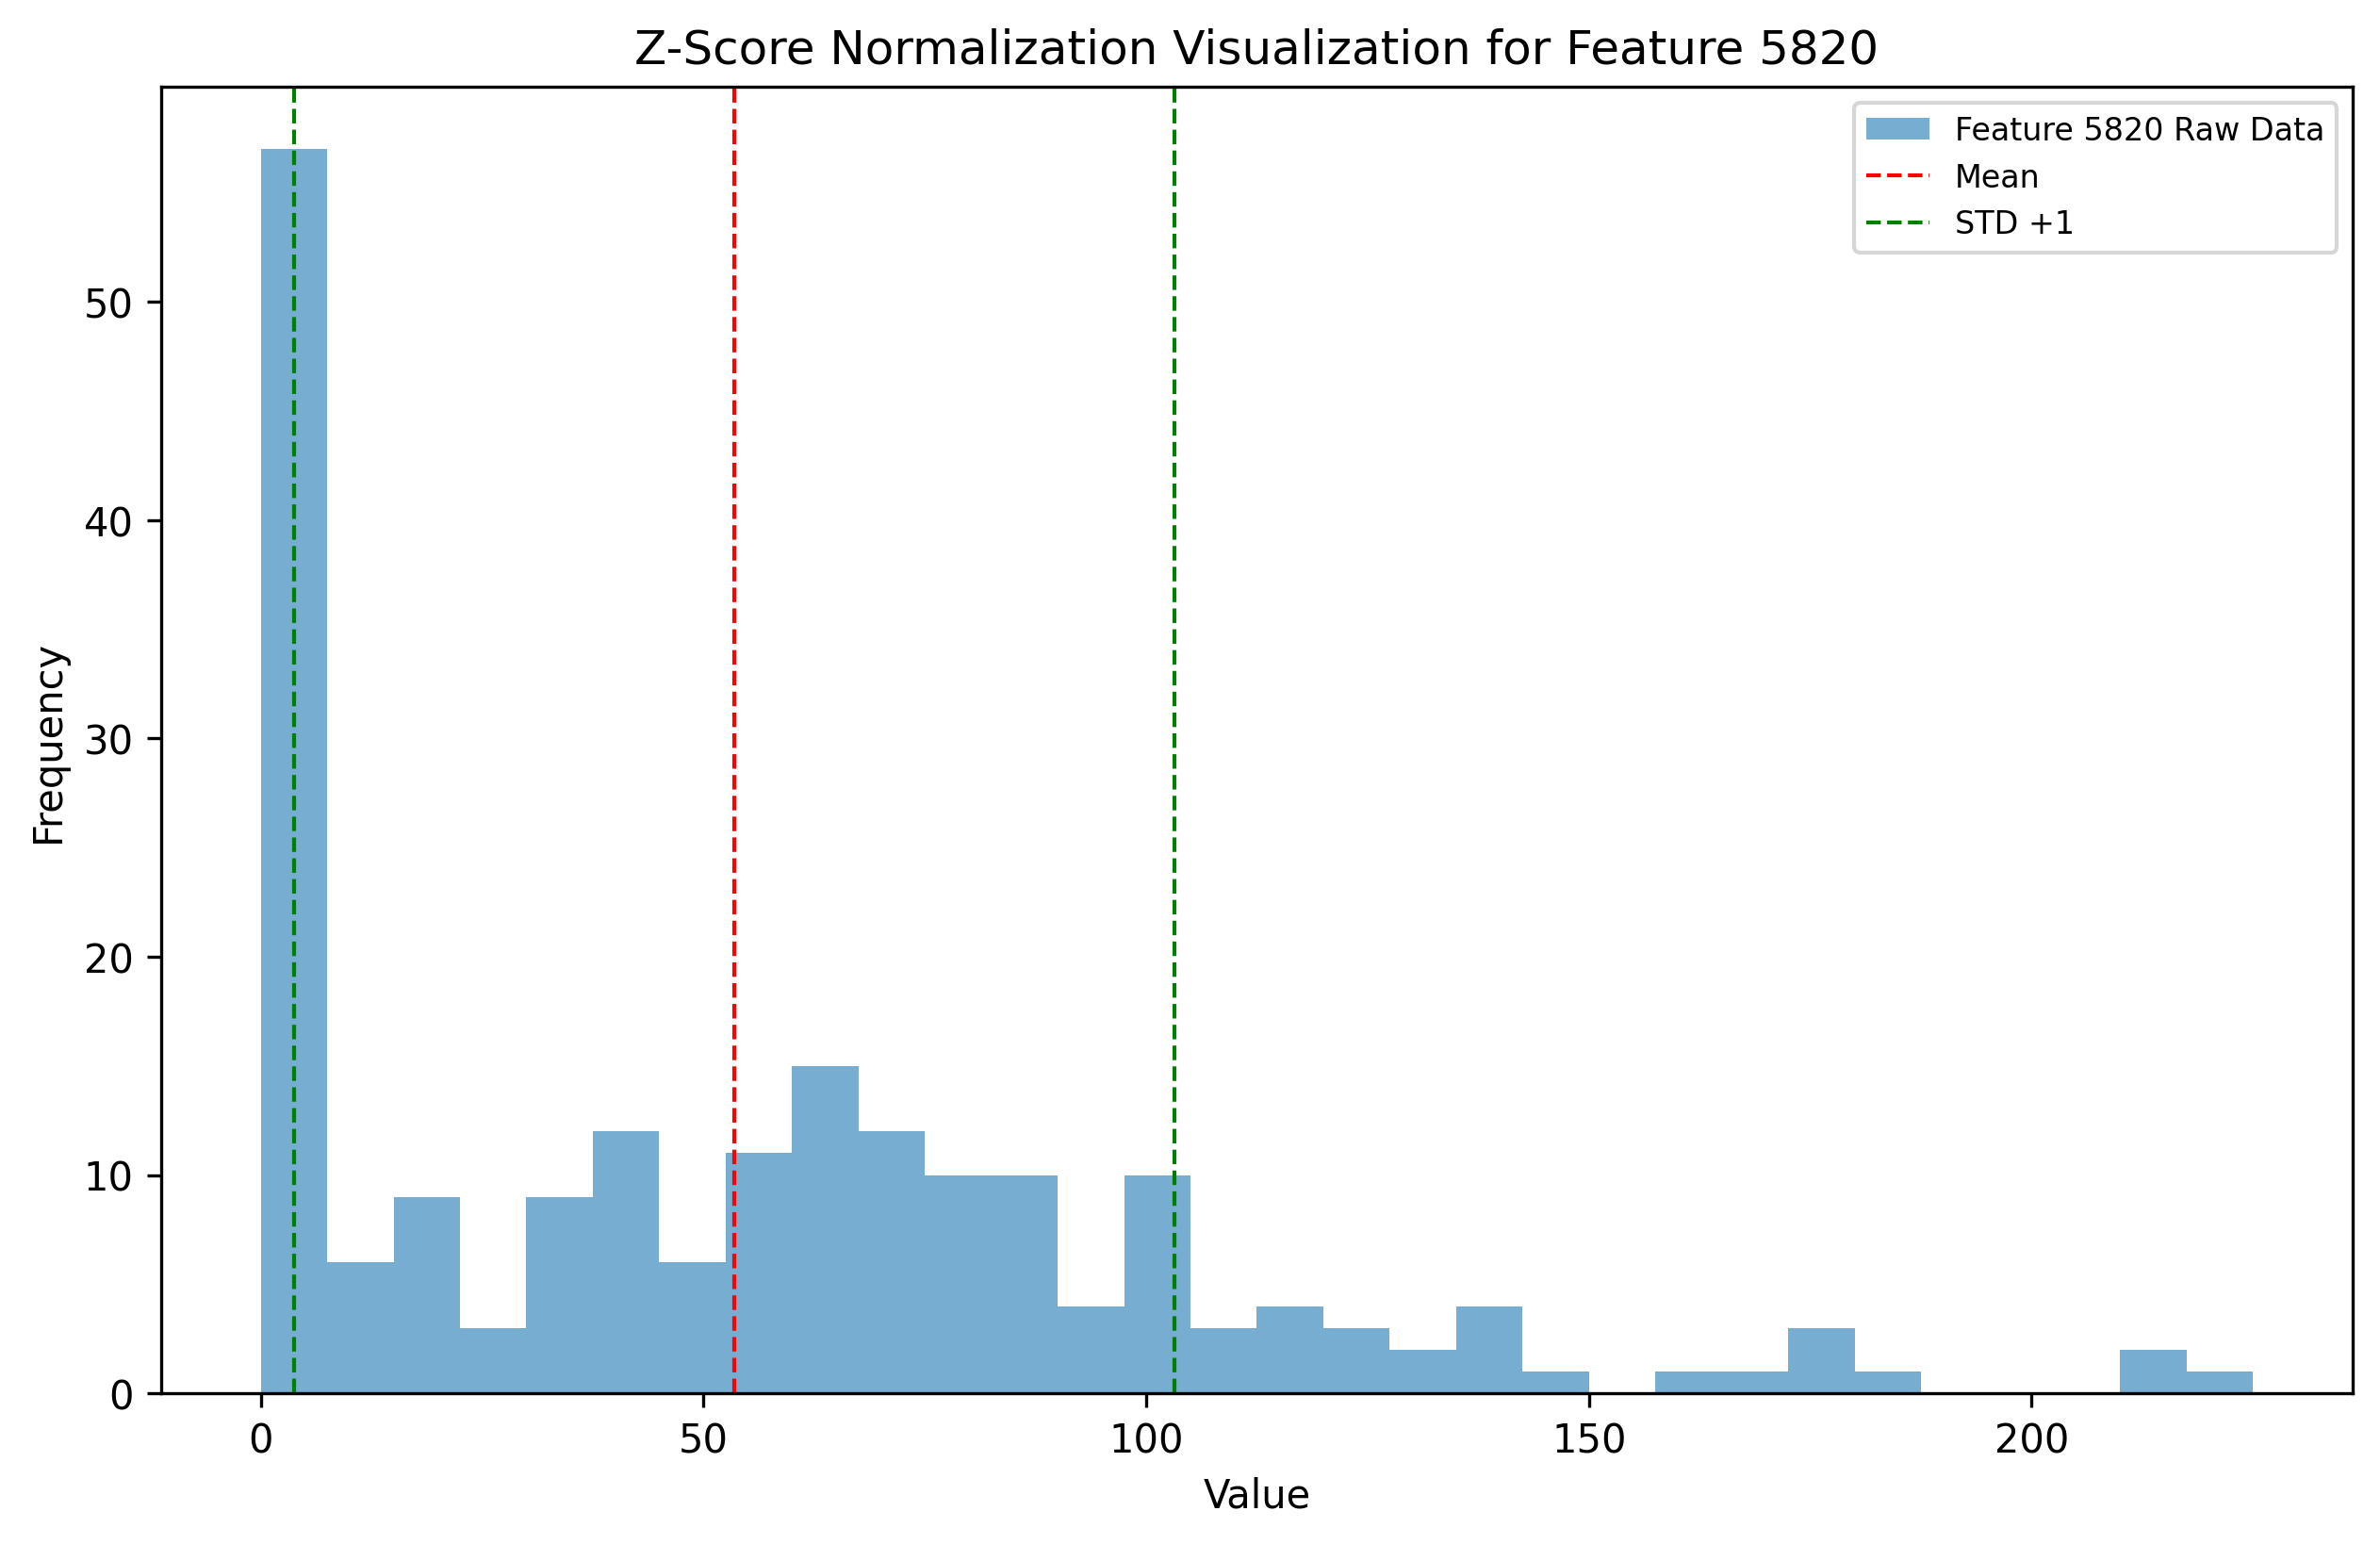 Z-Score Normalization Visualization for Feature 5820
Feature 5820 Raw Data
Mean
STD +1
50
40
30
20
10
0
Frequency
0 50 100 150 200
Value